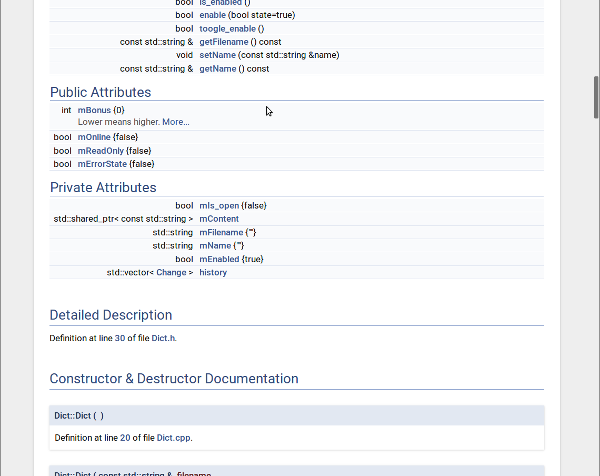 bool is_enabled ()
bool enable (bool state=true)
bool toogle_enable ()
const std::string & getFilename () const
void setName (const std::string &name)
const std::string & getName () const
Public Attributes
int mBonus {0}
Lower means higher. More...
bool mOnline {false}
bool mReadOnly {false}
bool mErrorState {false}
Private Attributes
bool mIs_open {false}
std::shared_ptr< const std::string > mContent
std::string mFilename {""}
std::string mName {""}
bool mEnabled {true}
std::vector< Change > history
Detailed Description
Definition at line 30 of file Dict.h.
Constructor & Destructor Documentation
Dict::Dict ( )
Definition at line 20 of file Dict.cpp.
Dict::Dict ( const std::string & filename,